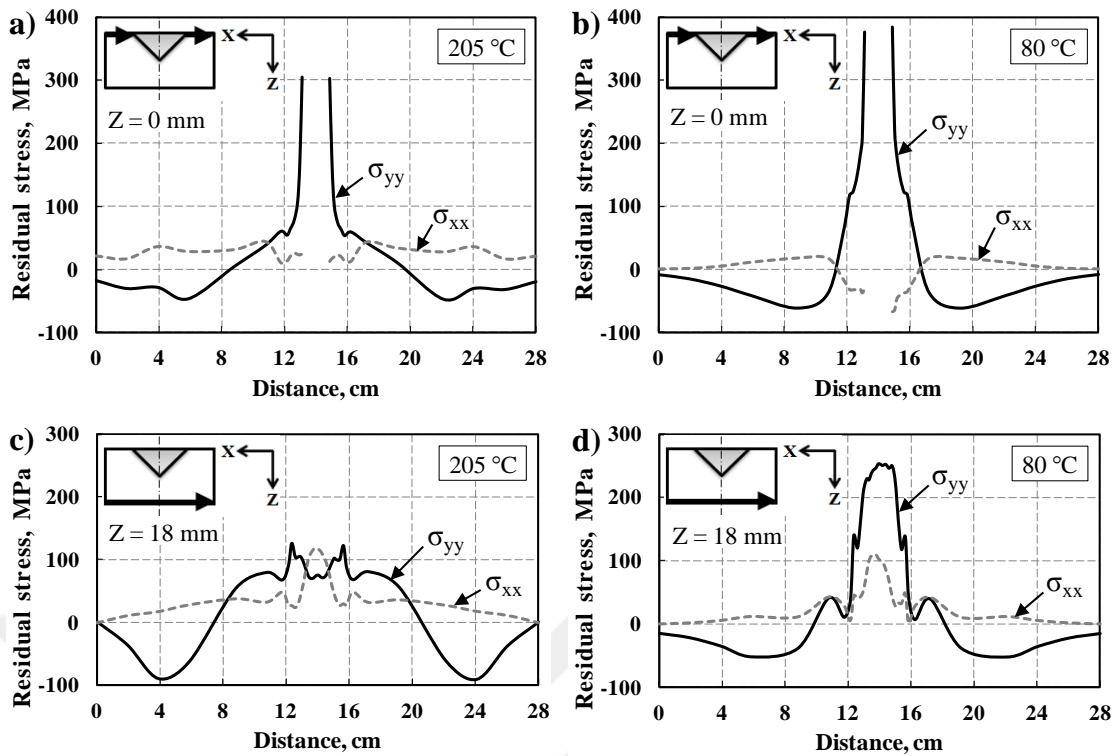 a)
400
300
200
100
0
-100
Residual stress, MPa
X
Z
205 °C
Z = 0 mm
σyy
σxx
0 4 8 12 16 20 24 28
Distance, cm
b)
400
300
200
100
0
-100
Residual stress, MPa
X
Z
80 °C
Z = 0 mm
σyy
σxx
0 4 8 12 16 20 24 28
Distance, cm
c)
300
200
100
0
-100
Residual stress, MPa
X
Z
205 °C
Z = 18 mm
σyy
σxx
0 4 8 12 16 20 24 28
Distance, cm
d)
300
200
100
0
-100
Residual stress, MPa
X
Z
80 °C
Z = 18 mm
σyy
σxx
0 4 8 12 16 20 24 28
Distance, cm